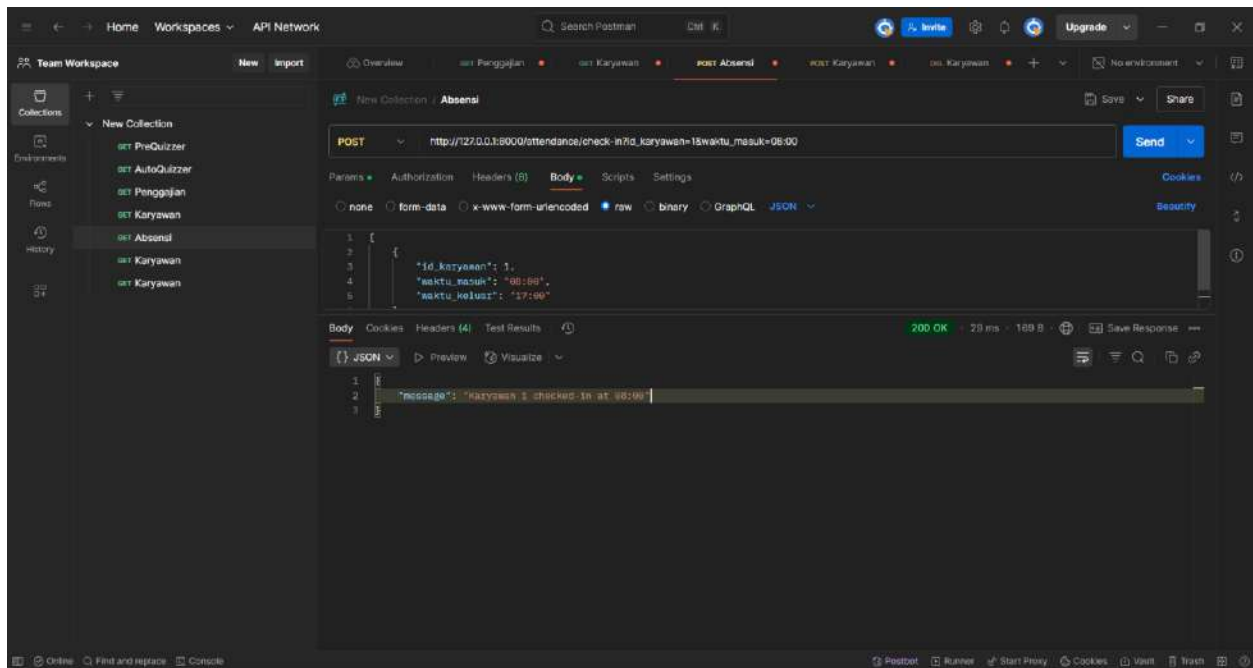 Home Workspaces API Network Search Postman Ctrl K Invite Upgrade
Team Workspace New Import Overview GET Penggajian GET Karyawan POST Absensi POST Karyawan DEL Karyawan No environment
Collections
Environments
Flows
History
New Collection
GET PreQuizzer
GET AutoQuizzer
GET Penggajian
GET Karyawan
GET Absensi
GET Karyawan
GET Karyawan
New Collection / Absensi Save Share
POST http://127.0.0.1:8000/attendance/check-in?id_karyawan=1&waktu_masuk=08:00 Send
Params Authorization Headers (8) Body Scripts Settings Cookies
none form-data x-www-form-urlencoded raw binary GraphQL JSON Beautify
1 [
2 {
3 "id_karyawan": 1,
4 "waktu_masuk": "08:00",
5 "waktu_keluar": "17:00"
Body Cookies Headers (4) Test Results 200 OK 29 ms 169 B Save Response
{} JSON Preview Visualize
1 {
2 "message": "Karyawan 1 checked-in at 08:00"
3 }
Online Find and replace Console Postbot Runner Start Proxy Cookies Vault Trash